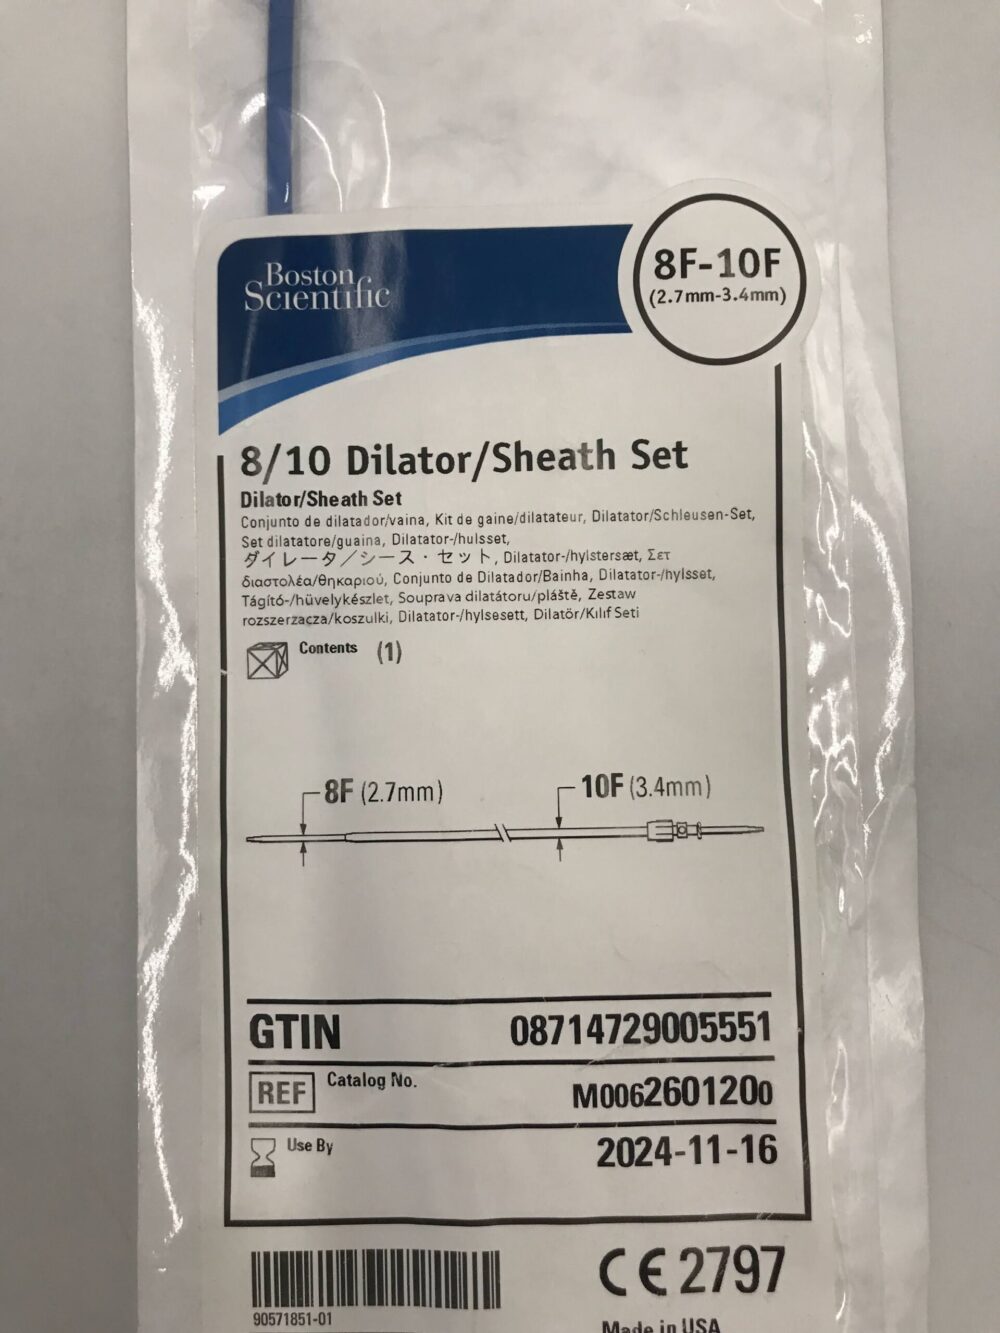 Boston
Scientific
8F-10F
(2.7mm-3.4mm)
8/10 Dilator/Sheath Set
Dilator/Sheath Set
Conjunto de dilatador/vaina, Kit de gaine/dilatateur, Dilatator/Schleusen-Set,
Set dilatatore/guaina, Dilatator-/hulsset,
ダイレータ/シース・セット, Dilatator-/hylstersæt, Σετ
διαστολέα/θηκαριού, Conjunto de Dilatador/Bainha, Dilatator-/hylsset,
Tágító-/hüvelykészlet, Souprava dilatátoru/pláště, Zestaw
rozszerzacza/koszulki, Dilatator-/hylsesett, Dilatör/Kılıf Seti
Contents (1)
8F (2.7mm) 10F (3.4mm)
GTIN 08714729005551
REF Catalog No. M0062601200
Use By 2024-11-16
CE 2797
90571851-01
Made in USA